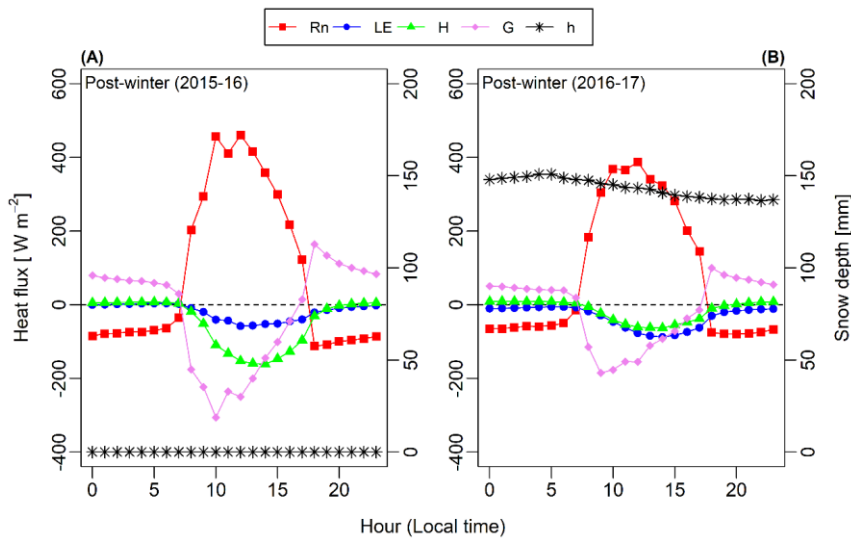 Rn LE H G h
(A) (B)
Post-winter (2015-16) Post-winter (2016-17)
600 200 600 200
400 150 400 150
200 200
100 100
0 0
-200 50 -200 50
-400 0 -400 0
Heat flux [ W m⁻²]
Snow depth [mm]
0 5 10 15 20 0 5 10 15 20
Hour (Local time)